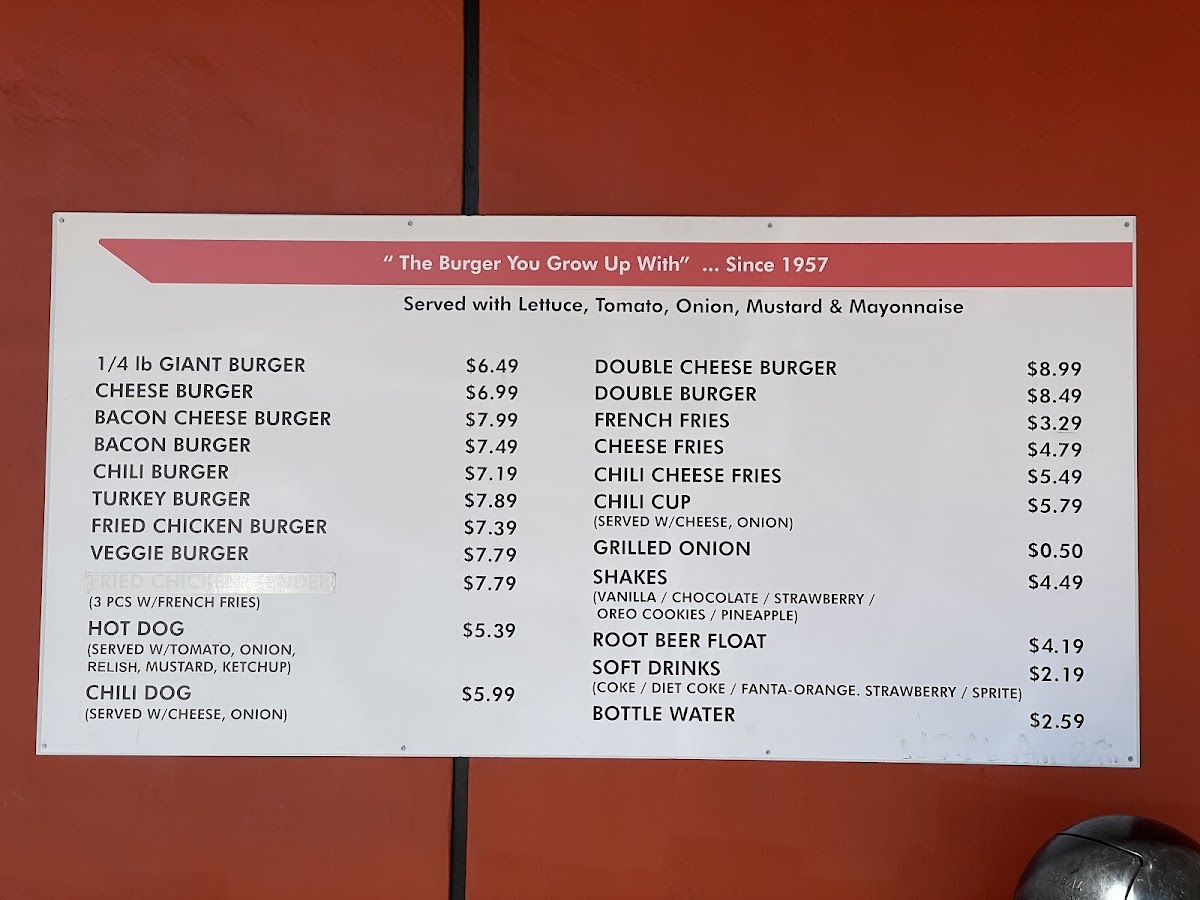 “ The Burger You Grow Up With” ... Since 1957
Served with Lettuce, Tomato, Onion, Mustard & Mayonnaise
1/4 lb GIANT BURGER $6.49
CHEESE BURGER $6.99
BACON CHEESE BURGER $7.99
BACON BURGER $7.49
CHILI BURGER $7.19
TURKEY BURGER $7.89
FRIED CHICKEN BURGER $7.39
VEGGIE BURGER $7.79
FRIED CHICKEN TENDER $7.79
(3 PCS W/FRENCH FRIES)
HOT DOG $5.39
(SERVED W/TOMATO, ONION,
RELISH, MUSTARD, KETCHUP)
CHILI DOG $5.99
(SERVED W/CHEESE, ONION)
DOUBLE CHEESE BURGER $8.99
DOUBLE BURGER $8.49
FRENCH FRIES $3.29
CHEESE FRIES $4.79
CHILI CHEESE FRIES $5.49
CHILI CUP $5.79
(SERVED W/CHEESE, ONION)
GRILLED ONION $0.50
SHAKES $4.49
(VANILLA / CHOCOLATE / STRAWBERRY /
OREO COOKIES / PINEAPPLE)
ROOT BEER FLOAT $4.19
SOFT DRINKS $2.19
(COKE / DIET COKE / FANTA-ORANGE. STRAWBERRY / SPRITE)
BOTTLE WATER $2.59